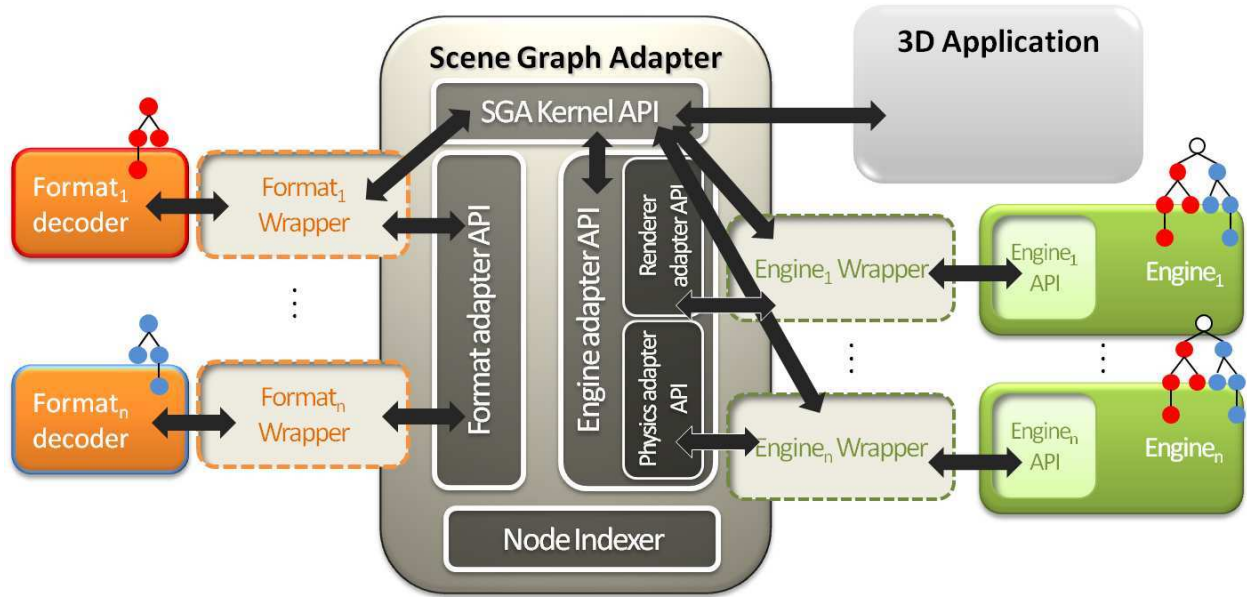 Scene Graph Adapter
3D Application
SGA Kernel API
Format₁
decoder
Format₁
Wrapper
Format adapter API
Engine adapter API
Renderer
adapter API
Physics adapter
API
Engine₁ Wrapper
Engine₁
API
Engine₁
⋮
⋮
⋮
Formatₙ
decoder
Formatₙ
Wrapper
Engineₙ Wrapper
Engineₙ
API
Engineₙ
Node Indexer